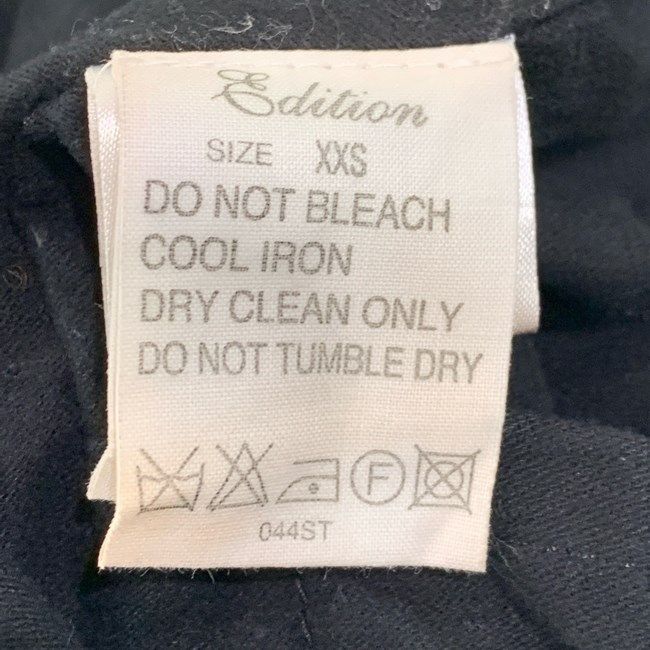 Edition
SIZE XXS
DO NOT BLEACH
COOL IRON
DRY CLEAN ONLY
DO NOT TUMBLE DRY
F
044ST